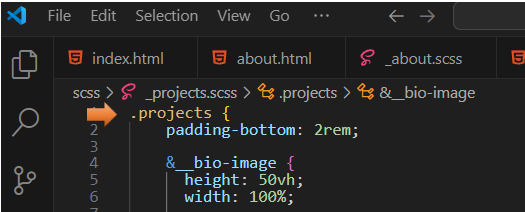 File Edit Selection View Go ...
index.html about.html _about.scss
scss > _projects.scss > .projects > &__bio-image
.projects {
2 padding-bottom: 2rem;
3
4 &__bio-image {
5 height: 50vh;
6 width: 100%;